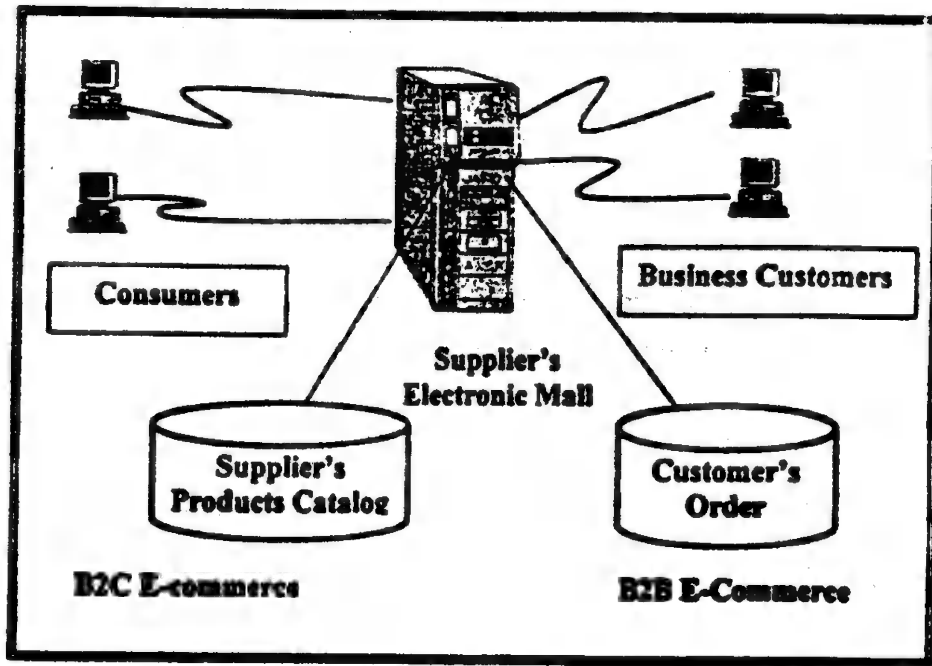 Consumers
Business Customers
Supplier's
Electronic Mall
Supplier's
Products Catalog
Customer's
Order
B2C E-commerce
B2B E-Commerce